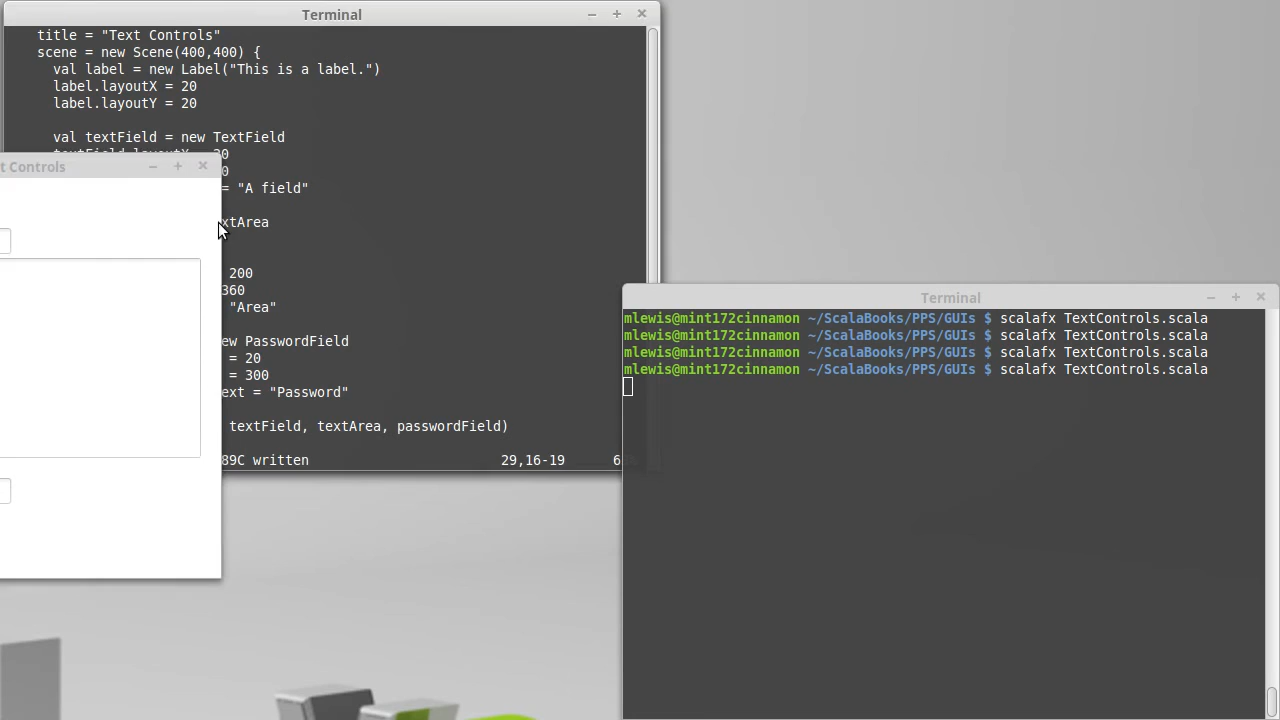 Terminal
title = "Text Controls"
scene = new Scene(400,400) {
val label = new Label("This is a label.")
label.layoutX = 20
label.layoutY = 20
val textField = new TextField
20
t Controls
0
= "A field"
xtArea
200
360
"Area"
ew PasswordField
= 20
= 300
ext = "Password"
textField, textArea, passwordField)
89C written 29,16-19 6
Terminal
mlewis@mint172cinnamon ~/ScalaBooks/PPS/GUIs $ scalafx TextControls.scala
mlewis@mint172cinnamon ~/ScalaBooks/PPS/GUIs $ scalafx TextControls.scala
mlewis@mint172cinnamon ~/ScalaBooks/PPS/GUIs $ scalafx TextControls.scala
mlewis@mint172cinnamon ~/ScalaBooks/PPS/GUIs $ scalafx TextControls.scala